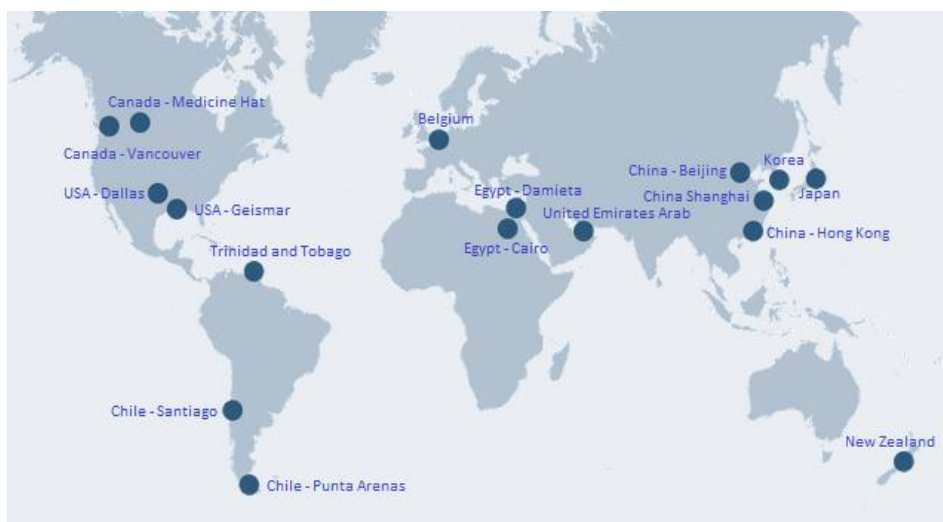 Canada - Medicine Hat
Canada - Vancouver
USA - Dallas
USA - Geismar
Trinidad and Tobago
Chile - Santiago
Chile - Punta Arenas
Belgium
Egypt - Damieta
United Emirates Arab
Egypt - Cairo
China - Beijing
Korea
China Shanghai
Japan
China - Hong Kong
New Zealand